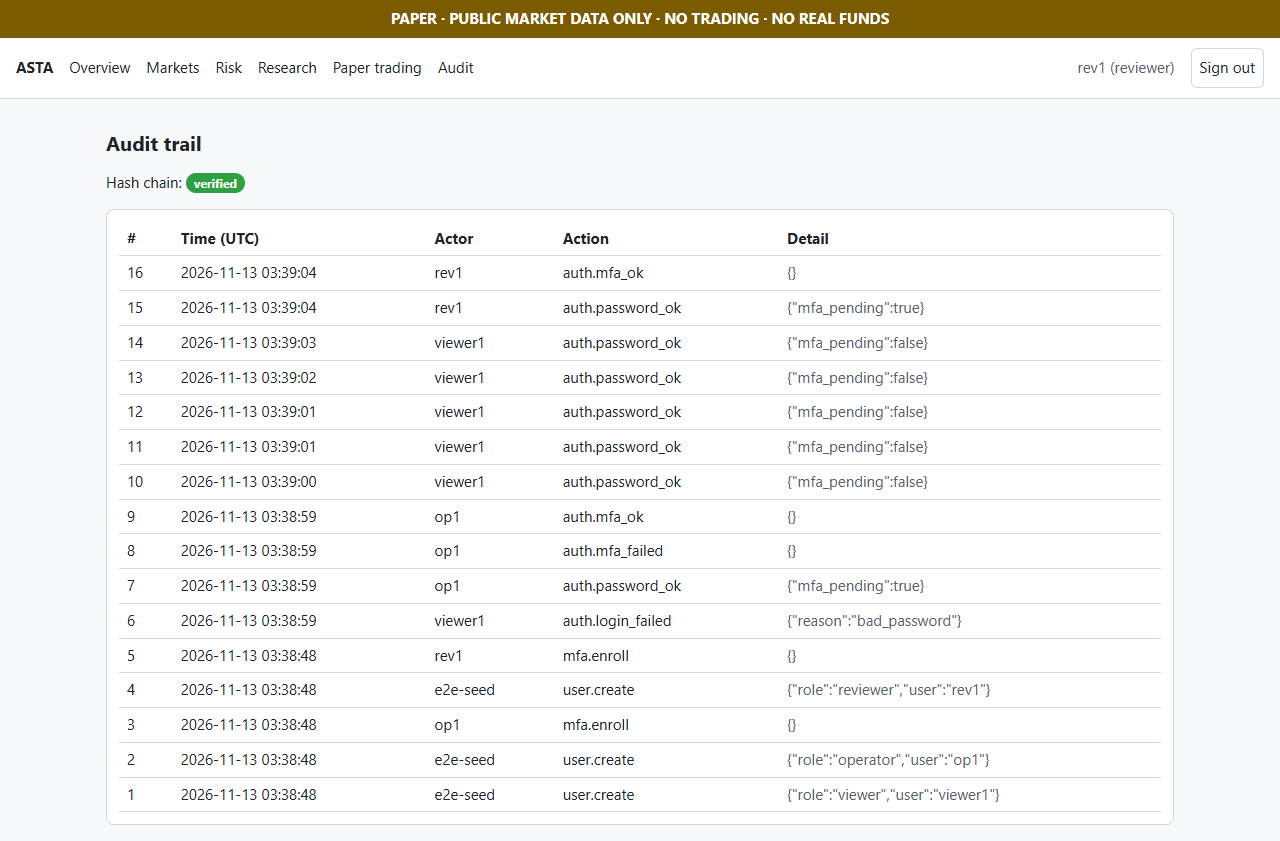 PAPER · PUBLIC MARKET DATA ONLY · NO TRADING · NO REAL FUNDS
ASTA Overview Markets Risk Research Paper trading Audit rev1 (reviewer) Sign out
Audit trail
Hash chain: verified
# Time (UTC) Actor Action Detail
16 2026-11-13 03:39:04 rev1 auth.mfa_ok {}
15 2026-11-13 03:39:04 rev1 auth.password_ok {"mfa_pending":true}
14 2026-11-13 03:39:03 viewer1 auth.password_ok {"mfa_pending":false}
13 2026-11-13 03:39:02 viewer1 auth.password_ok {"mfa_pending":false}
12 2026-11-13 03:39:01 viewer1 auth.password_ok {"mfa_pending":false}
11 2026-11-13 03:39:01 viewer1 auth.password_ok {"mfa_pending":false}
10 2026-11-13 03:39:00 viewer1 auth.password_ok {"mfa_pending":false}
9 2026-11-13 03:38:59 op1 auth.mfa_ok {}
8 2026-11-13 03:38:59 op1 auth.mfa_failed {}
7 2026-11-13 03:38:59 op1 auth.password_ok {"mfa_pending":true}
6 2026-11-13 03:38:59 viewer1 auth.login_failed {"reason":"bad_password"}
5 2026-11-13 03:38:48 rev1 mfa.enroll {}
4 2026-11-13 03:38:48 e2e-seed user.create {"role":"reviewer","user":"rev1"}
3 2026-11-13 03:38:48 op1 mfa.enroll {}
2 2026-11-13 03:38:48 e2e-seed user.create {"role":"operator","user":"op1"}
1 2026-11-13 03:38:48 e2e-seed user.create {"role":"viewer","user":"viewer1"}